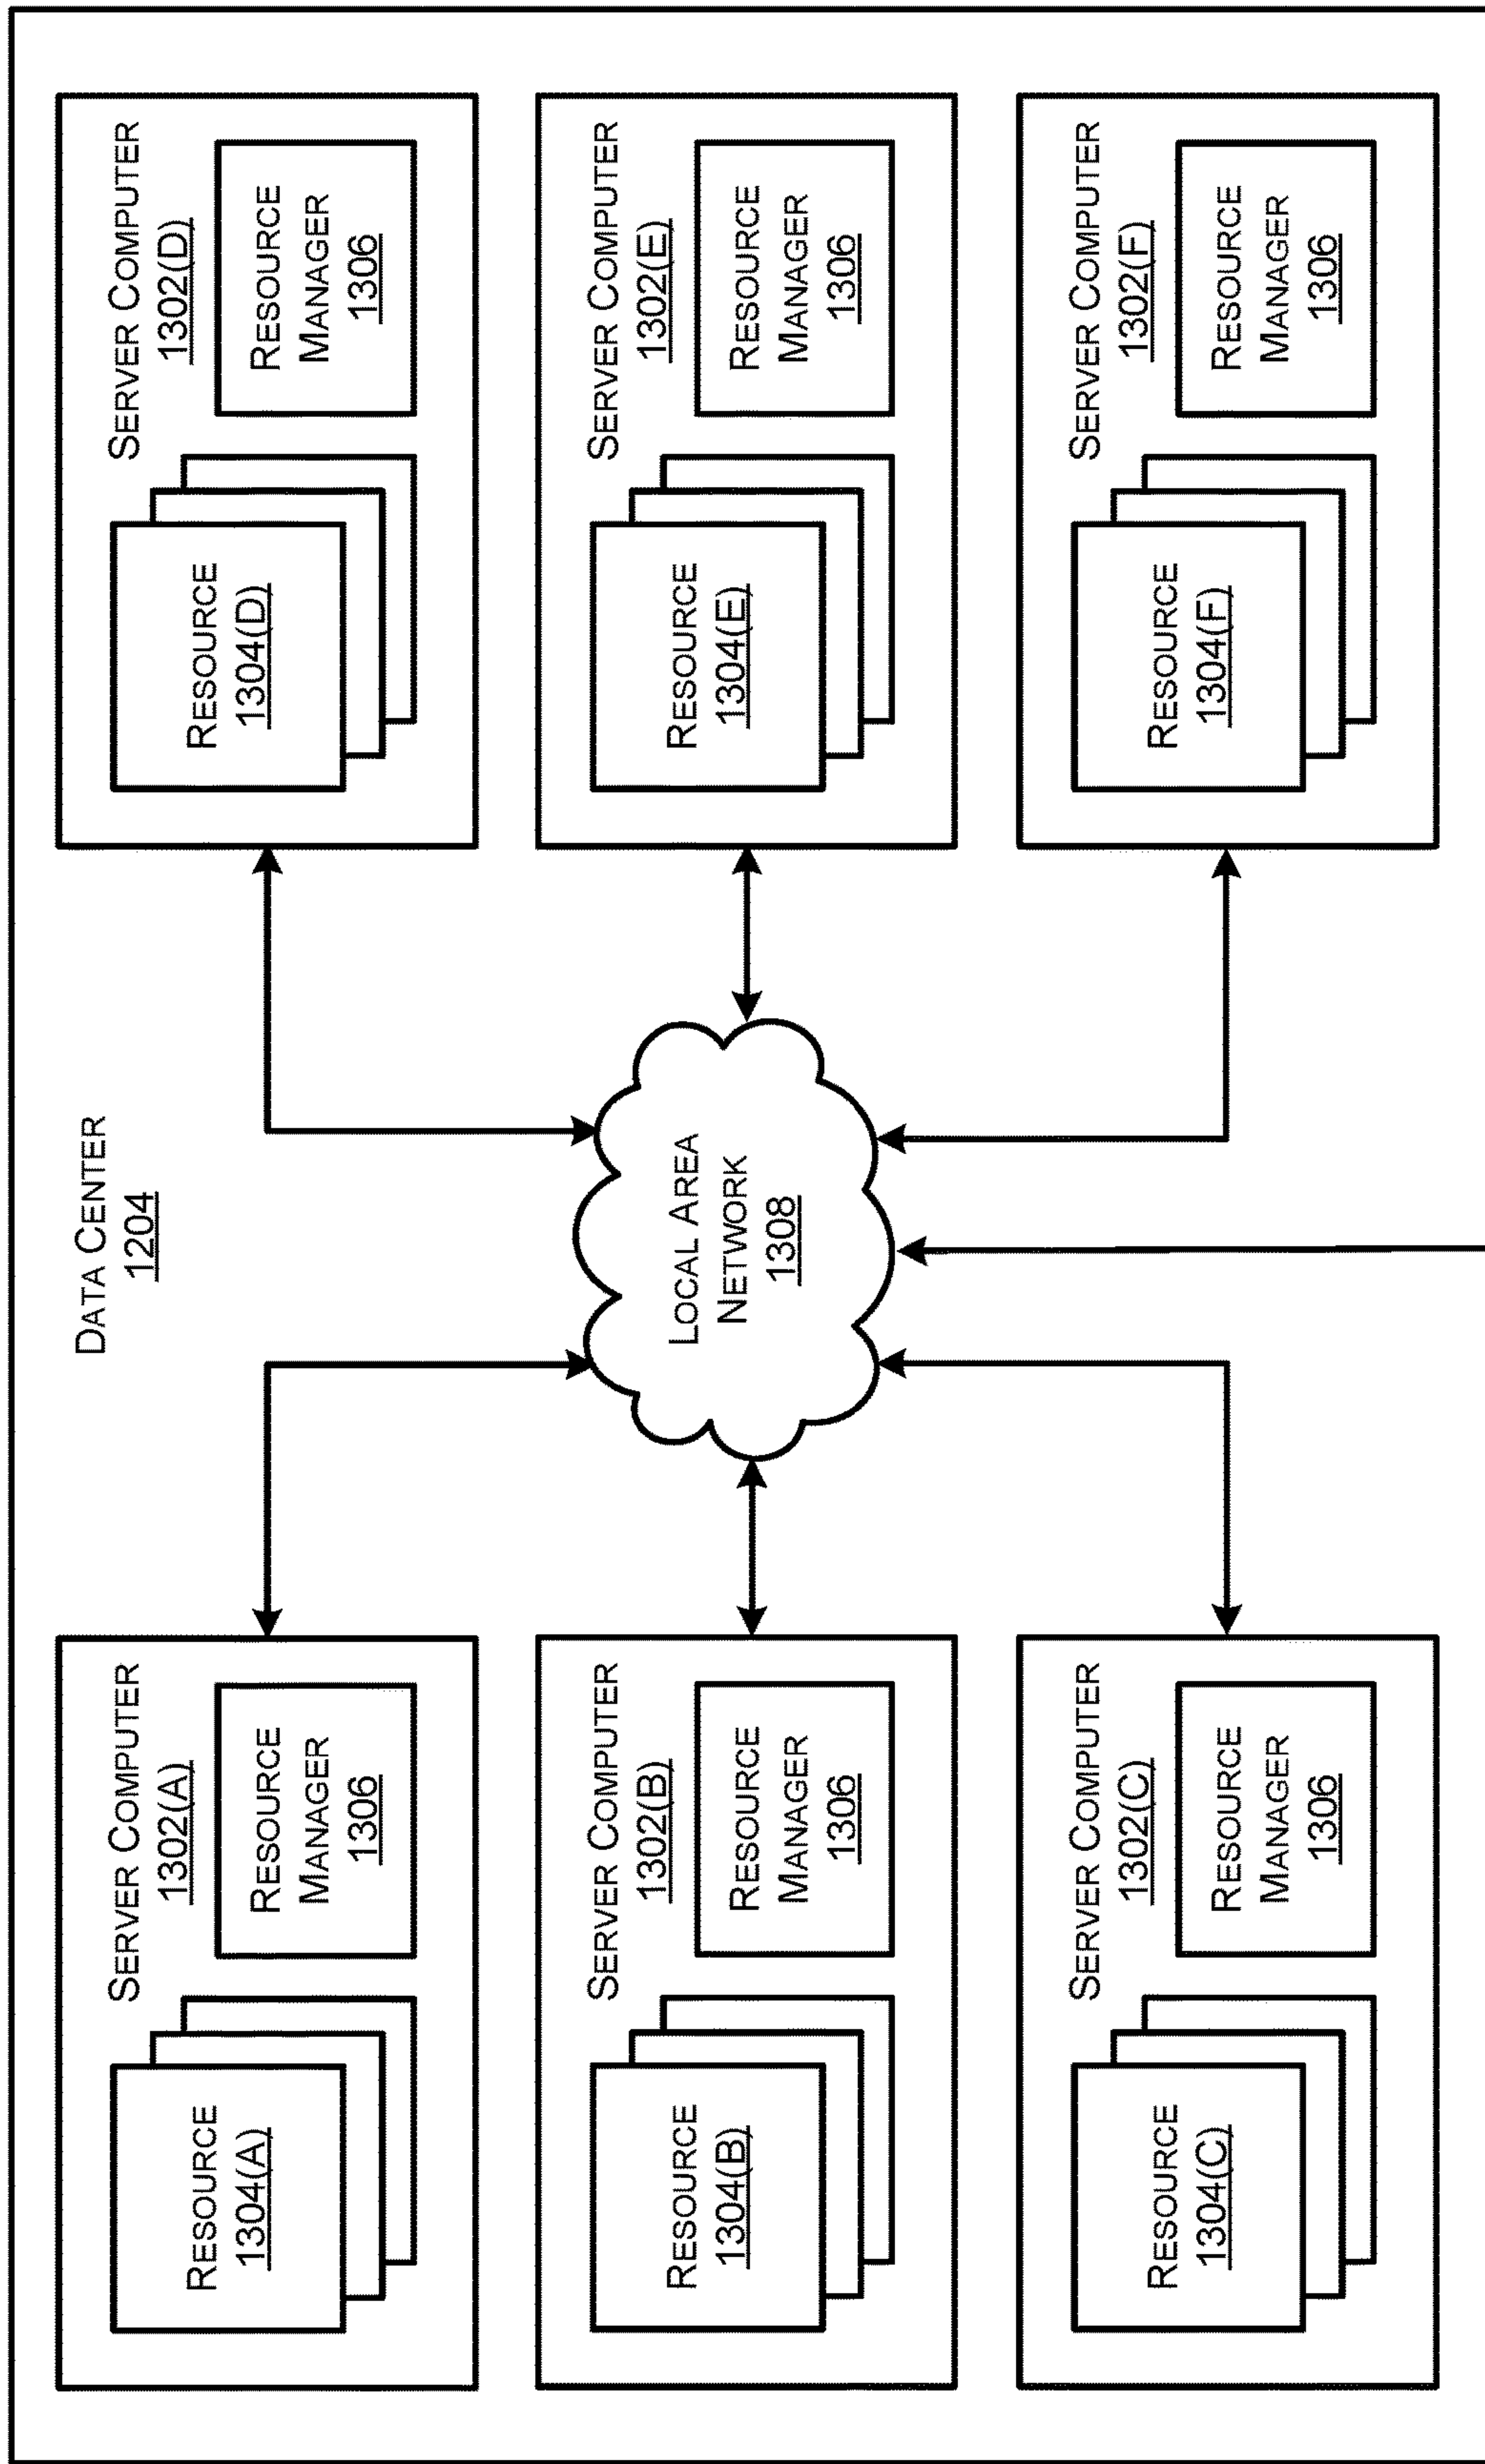 DATA CENTER
1204
SERVER COMPUTER
1302(A)
RESOURCE
1304(A)
RESOURCE
MANAGER
1306
SERVER COMPUTER
1302(B)
RESOURCE
1304(B)
RESOURCE
MANAGER
1306
SERVER COMPUTER
1302(C)
RESOURCE
1304(C)
RESOURCE
MANAGER
1306
LOCAL AREA
NETWORK
1308
SERVER COMPUTER
1302(D)
RESOURCE
1304(D)
RESOURCE
MANAGER
1306
SERVER COMPUTER
1302(E)
RESOURCE
1304(E)
RESOURCE
MANAGER
1306
SERVER COMPUTER
1302(F)
RESOURCE
1304(F)
RESOURCE
MANAGER
1306